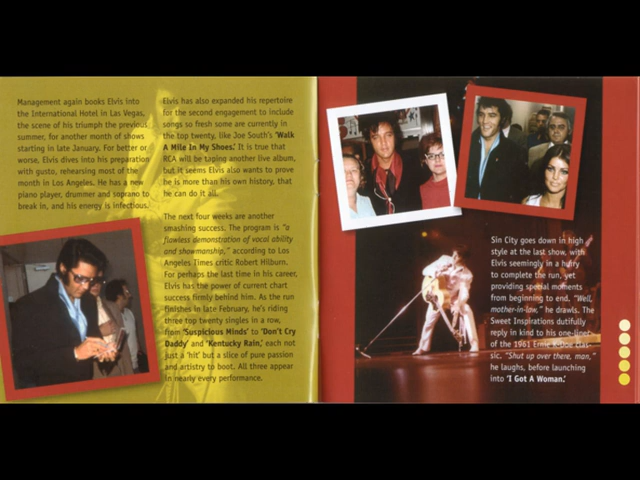 Management again books Elvis into
the International Hotel in Las Vegas,
the scene of his triumph the previous
summer, for another month of shows
starting in late January. For better or
worse, Elvis dives into his preparation
with gusto, rehearsing most of the
month in Los Angeles. He has a new
piano player, drummer and soprano to
break in, and his energy is infectious.
Elvis has also expanded his repertoire
for the second engagement to include
songs so fresh some are currently in
the top twenty, like Joe South's 'Walk
A Mile In My Shoes.' It is true that
RCA will be taping another live album,
but it seems Elvis also wants to prove
he is more than his own history, that
he can do it all.
The next four weeks are another
smashing success. The program is "a
flawless demonstration of vocal ability
and showmanship," according to Los
Angeles Times critic Robert Hilburn.
For perhaps the last time in his career,
Elvis has the power of current chart
success firmly behind him. As the run
finishes in late February, he's riding
three top twenty singles in a row,
from 'Suspicious Minds' to 'Don't Cry
Daddy' and 'Kentucky Rain,' each not
just a 'hit' but a slice of pure passion
and artistry to boot. All three appear
in nearly every performance.
Sin City goes down in high
style at the last show, with
Elvis seemingly in a hurry
to complete the run, yet
providing special moments
from beginning to end. "Well,
mother-in-law," he drawls. The
Sweet Inspirations dutifully
reply in kind to his one-liner
of the 1961 Ernie K-Doe clas-
sic. "Shut up over there, man,"
he laughs, before launching
into 'I Got A Woman.'